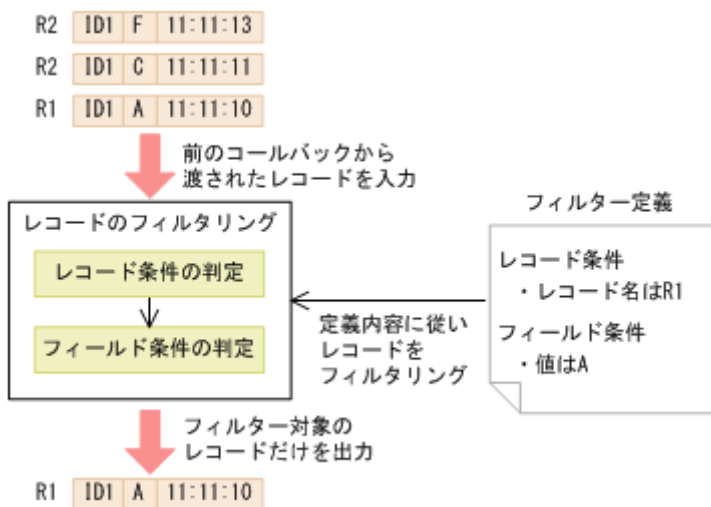 R2 ID1 F 11:11:13
R2 ID1 C 11:11:11
R1 ID1 A 11:11:10
前のコールバックから
渡されたレコードを入力
フィルター定義
レコードのフィルタリング
レコード条件の判定
フィールド条件の判定
レコード条件
・レコード名はR1
フィールド条件
・値はA
定義内容に従い
レコードを
フィルタリング
フィルター対象の
レコードだけを出力
R1 ID1 A 11:11:10